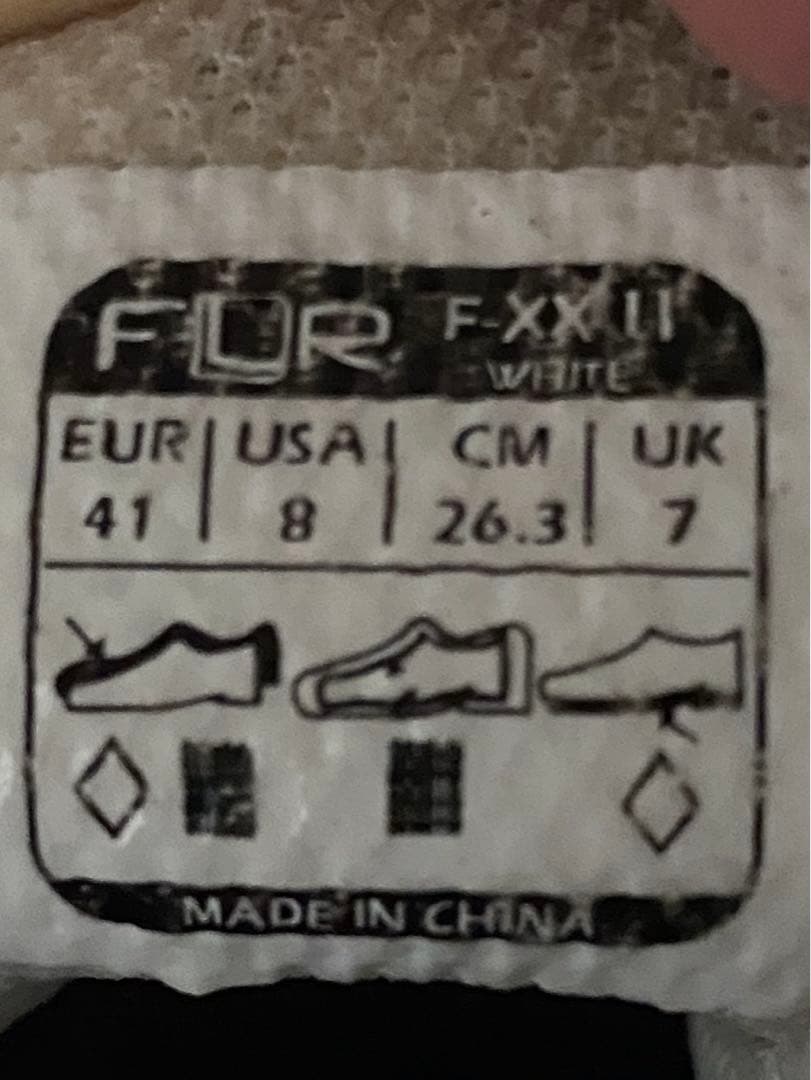 FLR F-XX II
WHITE
EUR | USA | CM | UK
41 | 8 | 26.3 | 7
MADE IN CHINA